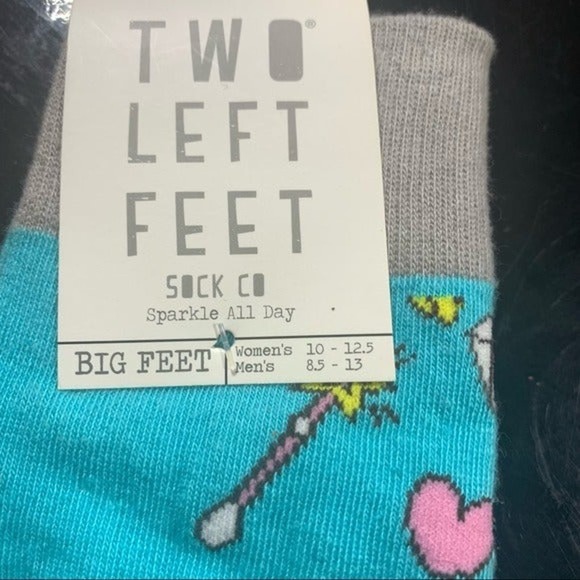 TWO®
LEFT
FEET
SOCK CO
Sparkle All Day
BIG FEET
Women's 10 - 12.5
Men's 8.5 - 13